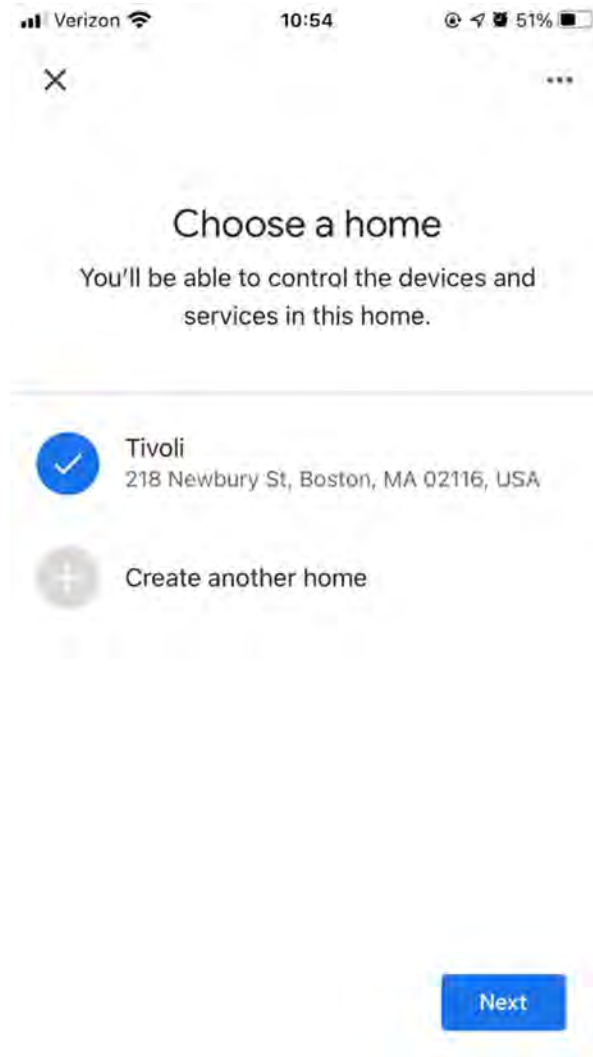 Verizon 10:54 51%
Choose a home
You'll be able to control the devices and
services in this home.
Tivoli
218 Newbury St, Boston, MA 02116, USA
Create another home
Next